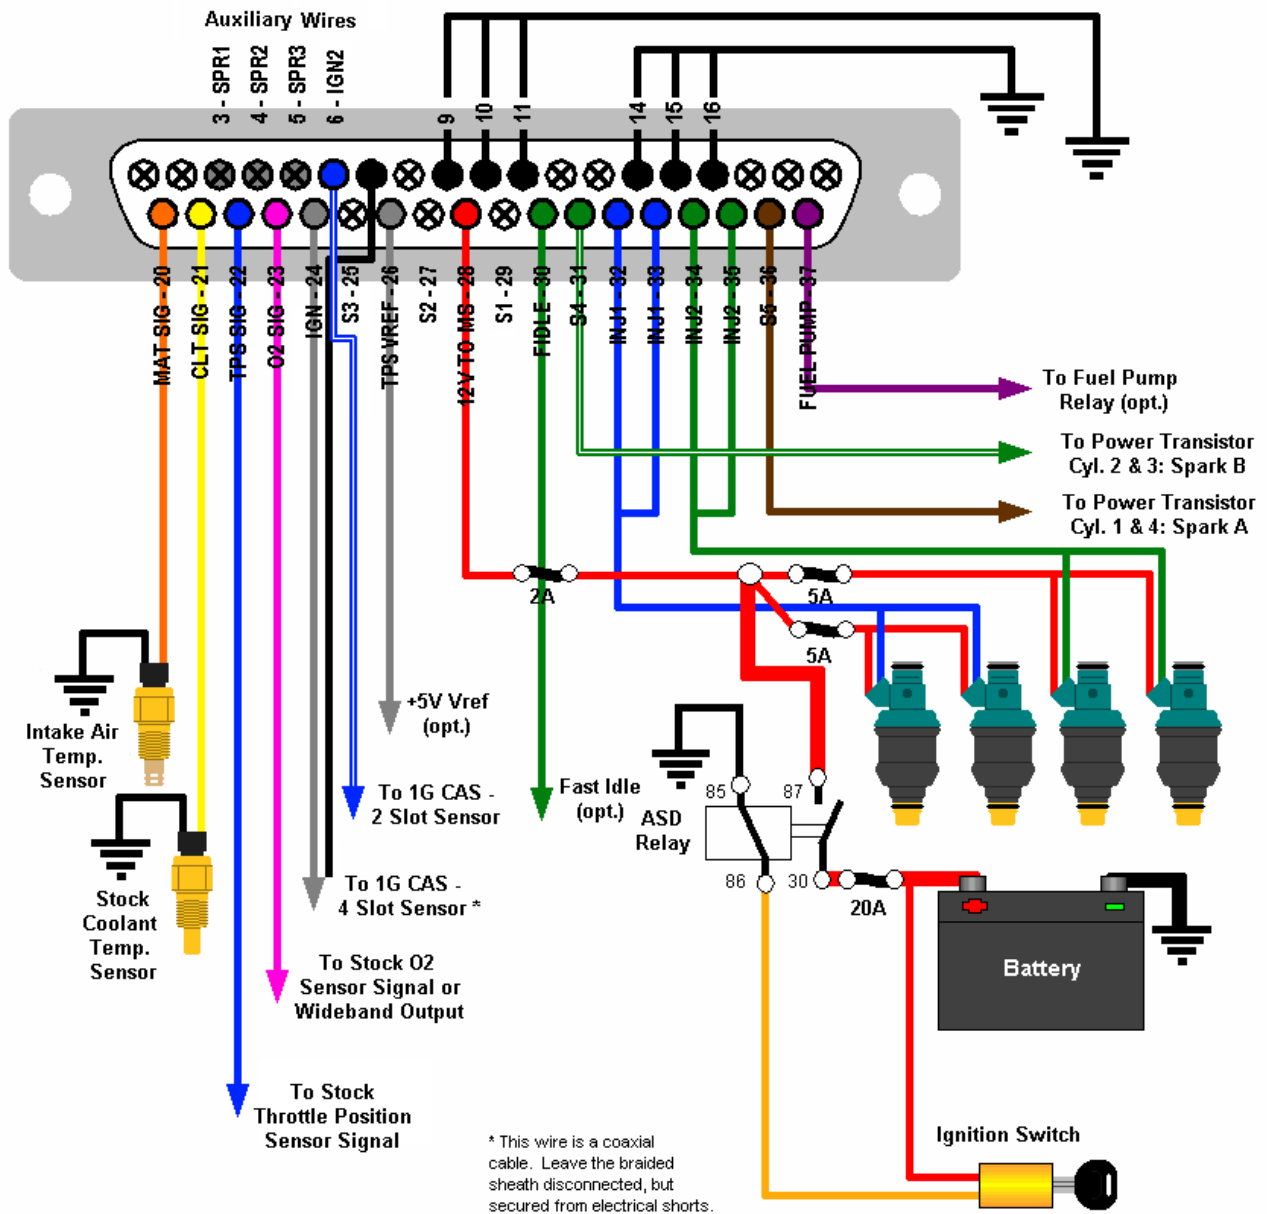 Auxiliary Wires
3 - SPR1
4 - SPR2
5 - SPR3
6 - IGN2
9
10
11
14
15
16
MAT SIG - 20
CLT SIG - 21
TPS SIG - 22
O2 SIG - 23
IGN - 24
S3 - 25
TPS VREF - 26
S2 - 27
12V TO MS - 28
S1 - 29
FIDLE - 30
S4 - 31
INJ1 - 32
INJ1 - 33
INJ2 - 34
INJ2 - 35
S5 - 36
FUEL PUMP - 37
To Fuel Pump
Relay (opt.)
To Power Transistor
Cyl. 2 & 3: Spark B
To Power Transistor
Cyl. 1 & 4: Spark A
2A
5A
5A
Intake Air
Temp.
Sensor
+5V Vref
(opt.)
To 1G CAS -
2 Slot Sensor
Fast Idle
(opt.)
ASD
Relay
85
87
86
30
20A
To 1G CAS -
4 Slot Sensor *
Stock
Coolant
Temp.
Sensor
Battery
To Stock O2
Sensor Signal or
Wideband Output
To Stock
Throttle Position
Sensor Signal
Ignition Switch
* This wire is a coaxial
cable. Leave the braided
sheath disconnected, but
secured from electrical shorts.